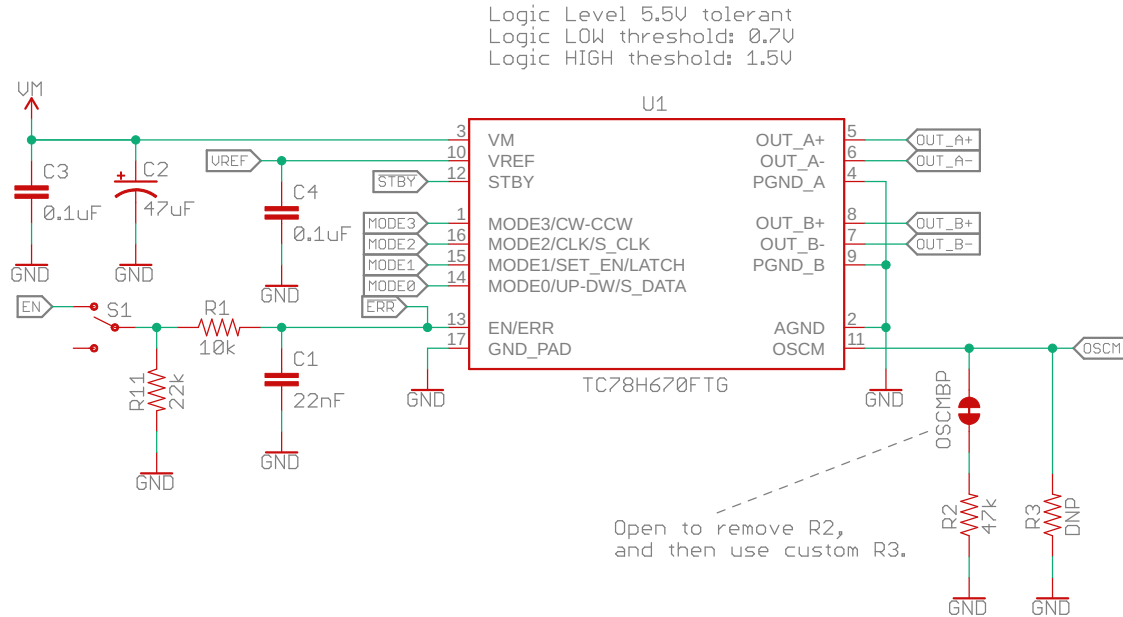 Logic Level 5.5V tolerant
Logic LOW threshold: 0.7V
Logic HIGH theshold: 1.5V
VM
U1
3 VM
10 VREF
12 STBY
1 MODE3/CW-CCW
16 MODE2/CLK/S_CLK
15 MODE1/SET_EN/LATCH
14 MODE0/UP-DW/S_DATA
13 EN/ERR
17 GND_PAD
OUT_A+ 5
OUT_A- 6
PGND_A 4
OUT_B+ 8
OUT_B- 7
PGND_B 9
AGND 2
OSCM 11
TC78H670FTG
OUT_A+
OUT_A-
OUT_B+
OUT_B-
OSCM
VREF
STBY
MODE3
MODE2
MODE1
MODE0
ERR
EN
C3
0.1uF
GND
C2
+
47uF
GND
C4
0.1uF
GND
S1
R1
10k
R11
22k
GND
C1
22nF
GND
GND
GND
OSCMBP
R2
47k
GND
R3
DNP
GND
Open to remove R2,
and then use custom R3.